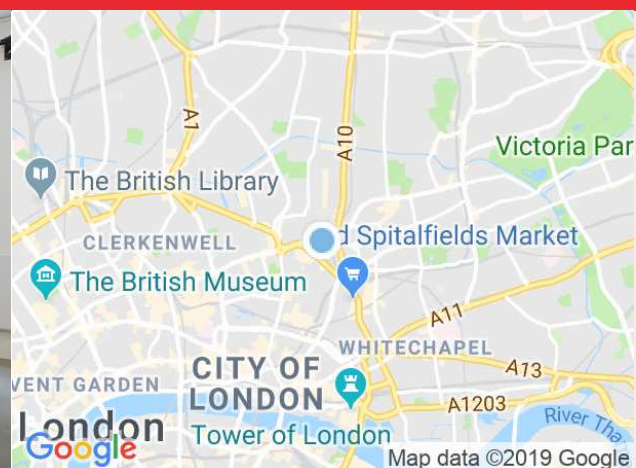 A1
A10
Victoria Par
The British Library
CLERKENWELL
d Spitalfields Market
The British Museum
A11
WHITECHAPEL
CITY OF
LONDON
A13
VENT GARDEN
A1203
London
Google
Tower of London
River Tha
Map data ©2019 Google